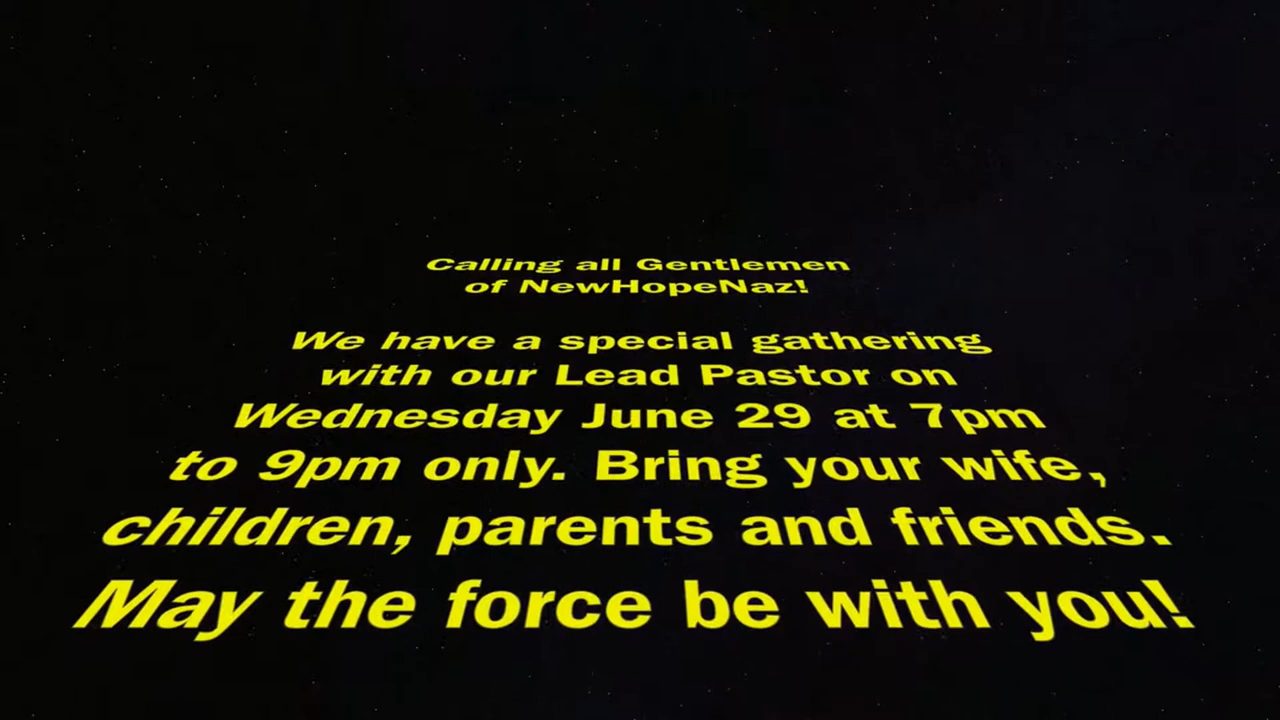 Calling all Gentlemen
of NewHopeNaz!
We have a special gathering
with our Lead Pastor on
Wednesday June 29 at 7pm
to 9pm only. Bring your wife,
children, parents and friends.
May the force be with you!